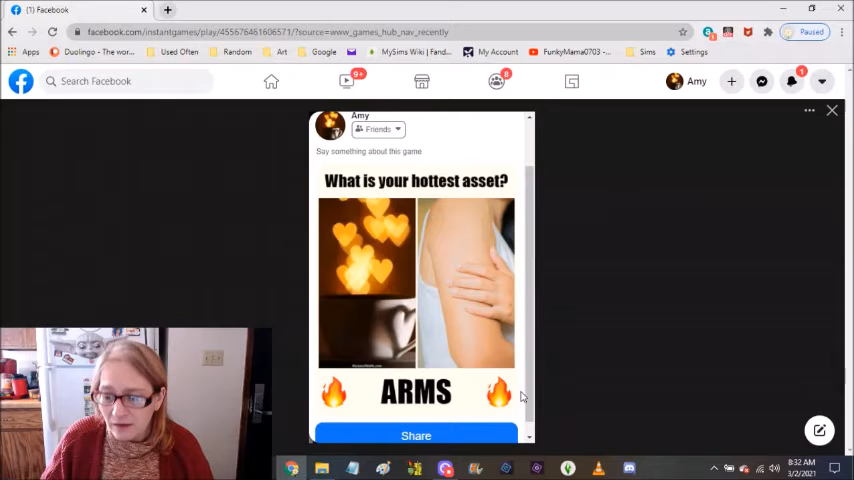 (1) Facebook
facebook.com/instantgames/play/455676461606571/?source=www_games_hub_nav_recently
Paused
Apps
Duolingo - The wor...
Used Often
Random
Art
Google
MySims Wiki | Fand...
My Account
FunkyMama0703 -...
Sims
Settings
Search Facebook
9+
8
Amy
1
Amy
Friends
Say something about this game
What is your hottest asset?
ARMS
Share
8:32 AM
3/2/2021